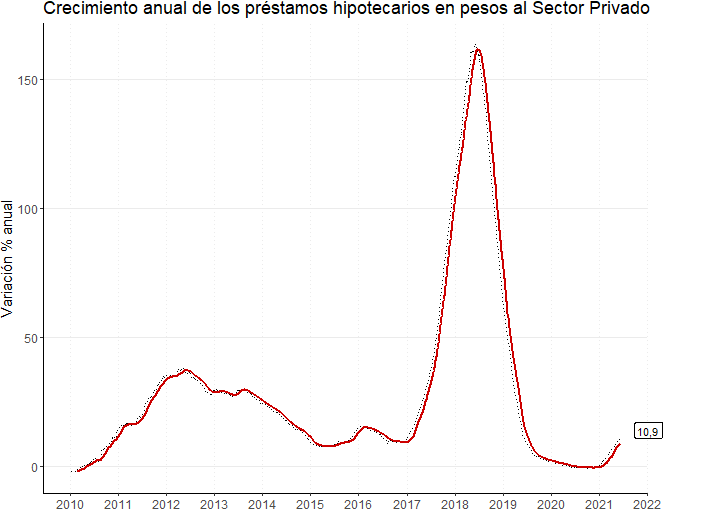 Crecimiento anual de los préstamos hipotecarios en pesos al Sector Privado
Variación % anual
150
100
50
0
10,9
2010 2011 2012 2013 2014 2015 2016 2017 2018 2019 2020 2021 2022